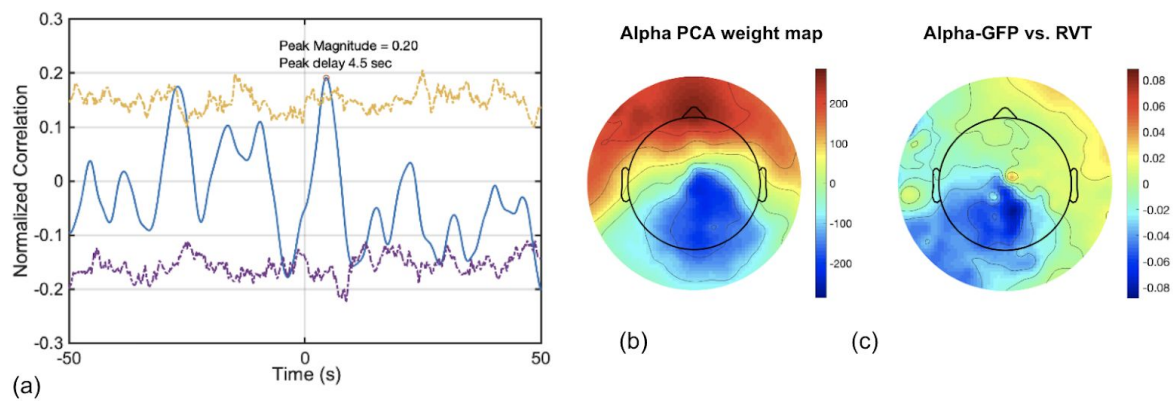 0.3
0.2
0.1
0
-0.1
-0.2
-0.3
Normalized Correlation
Peak Magnitude = 0.20
Peak delay 4.5 sec
-50
0
50
Time (s)
(a)
Alpha PCA weight map
200
100
0
-100
-200
(b)
Alpha-GFP vs. RVT
0.08
0.06
0.04
0.02
0
-0.02
-0.04
-0.06
-0.08
(c)